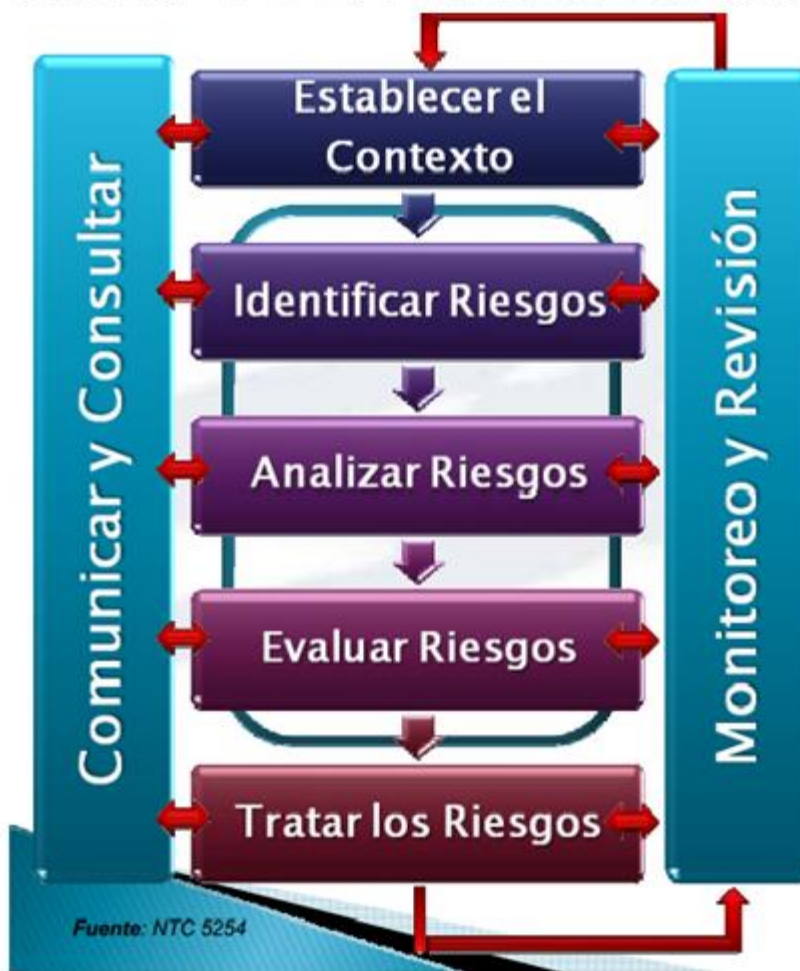 Comunicar y Consultar
Establecer el
Contexto
Identificar Riesgos
Analizar Riesgos
Evaluar Riesgos
Tratar los Riesgos
Monitoreo y Revisión
Fuente: NTC 5254